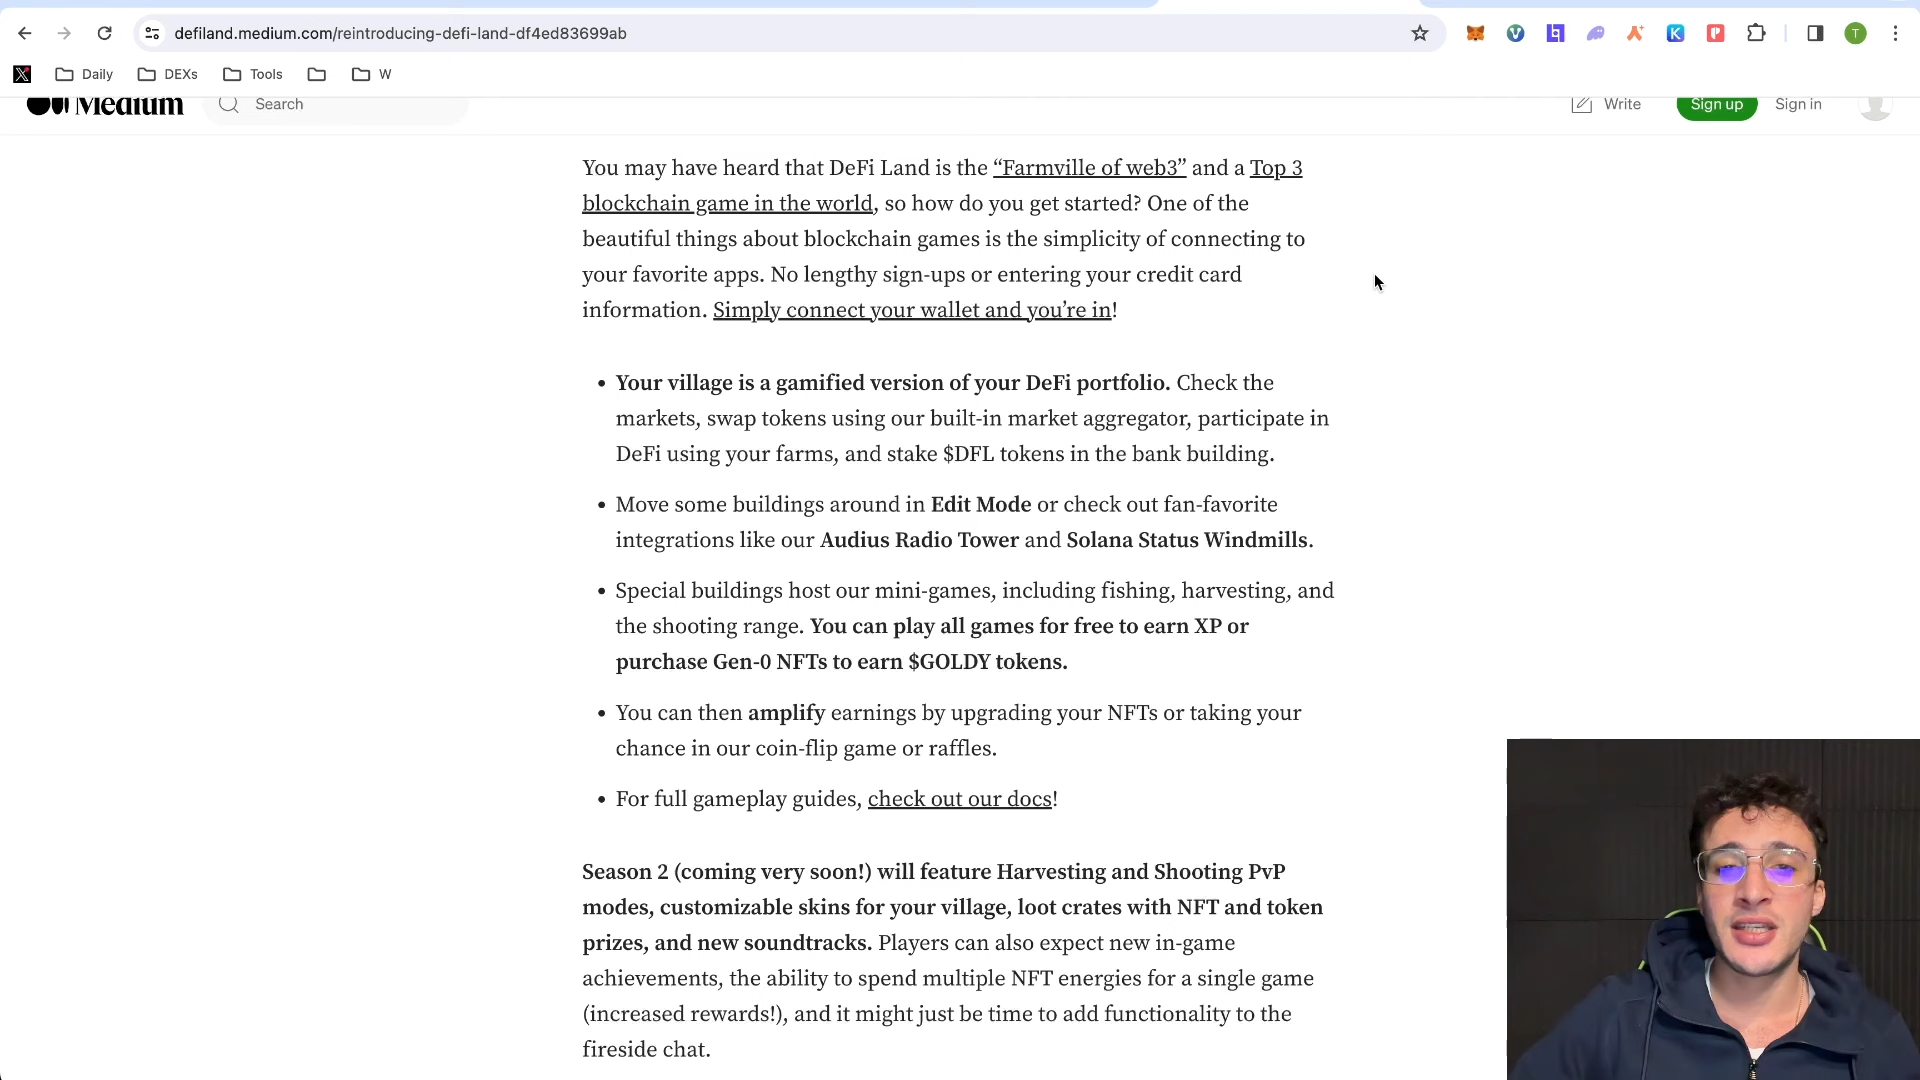 defiland.medium.com/reintroducing-defi-land-df4ed83699ab
T
Daily
DEXs
Tools
W
Medium
Search
Write
Sign up
Sign in
You may have heard that DeFi Land is the “Farmville of web3” and a Top 3
blockchain game in the world, so how do you get started? One of the
beautiful things about blockchain games is the simplicity of connecting to
your favorite apps. No lengthy sign-ups or entering your credit card
information. Simply connect your wallet and you’re in!
• Your village is a gamified version of your DeFi portfolio. Check the
markets, swap tokens using our built-in market aggregator, participate in
DeFi using your farms, and stake $DFL tokens in the bank building.
• Move some buildings around in Edit Mode or check out fan-favorite
integrations like our Audius Radio Tower and Solana Status Windmills.
• Special buildings host our mini-games, including fishing, harvesting, and
the shooting range. You can play all games for free to earn XP or
purchase Gen-0 NFTs to earn $GOLDY tokens.
• You can then amplify earnings by upgrading your NFTs or taking your
chance in our coin-flip game or raffles.
• For full gameplay guides, check out our docs!
Season 2 (coming very soon!) will feature Harvesting and Shooting PvP
modes, customizable skins for your village, loot crates with NFT and token
prizes, and new soundtracks. Players can also expect new in-game
achievements, the ability to spend multiple NFT energies for a single game
(increased rewards!), and it might just be time to add functionality to the
fireside chat.